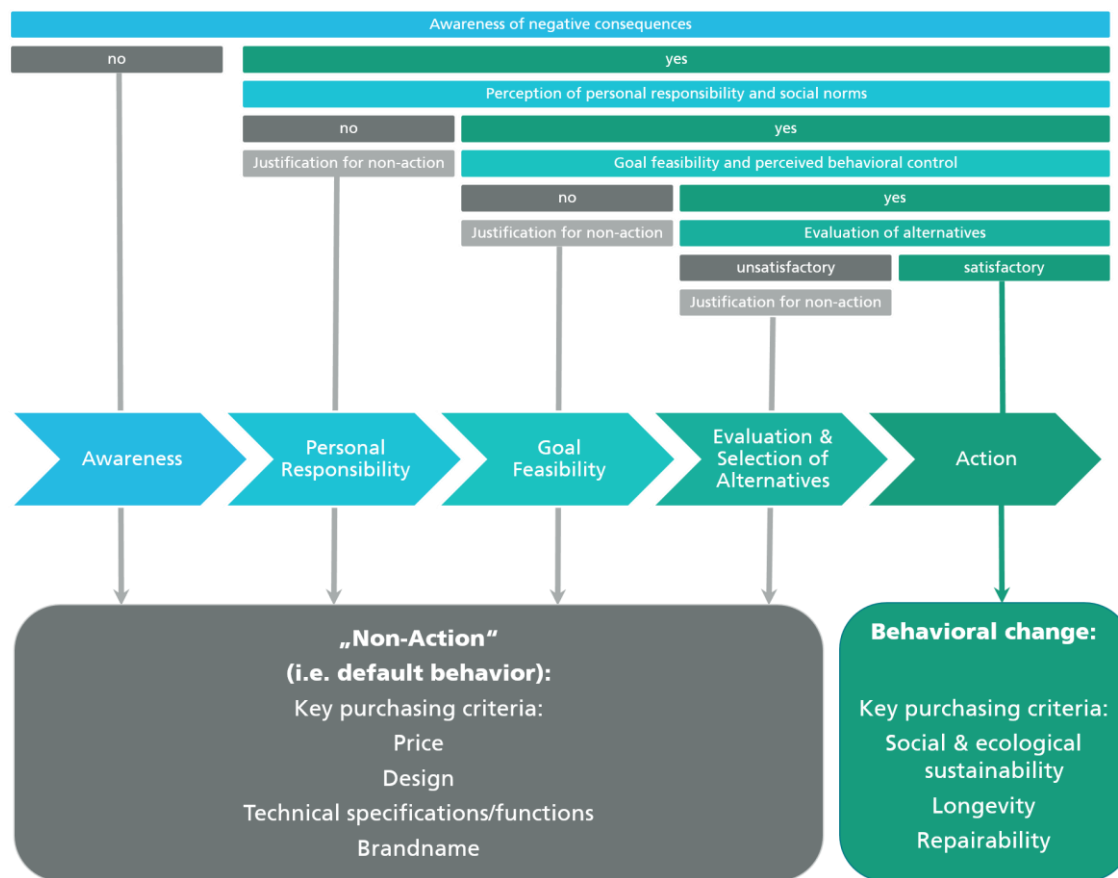 Awareness of negative consequences
no
yes
Perception of personal responsibility and social norms
no
yes
Justification for non-action
Goal feasibility and perceived behavioral control
no
yes
Justification for non-action
Evaluation of alternatives
unsatisfactory
satisfactory
Justification for non-action
Awareness
Personal
Responsibility
Goal
Feasibility
Evaluation &
Selection of
Alternatives
Action
„Non-Action“
(i.e. default behavior):
Key purchasing criteria:
Price
Design
Technical specifications/functions
Brandname
Behavioral change:
Key purchasing criteria:
Social & ecological
sustainability
Longevity
Repairability